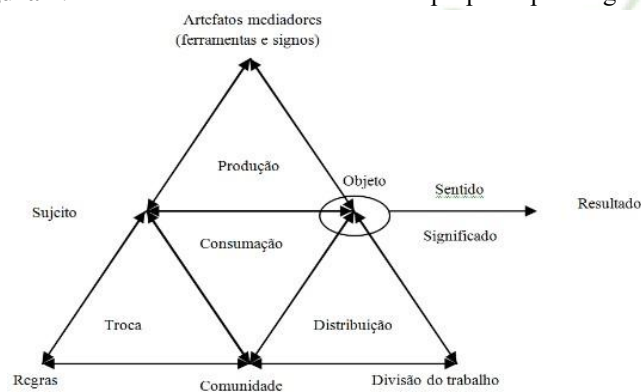 Artefatos mediadores
(ferramentas e signos)
Produção
Objeto
Sentido
Sujeito
Resultado
Consumação
Significado
Troca
Distribuição
Regras
Comunidade
Divisão do trabalho